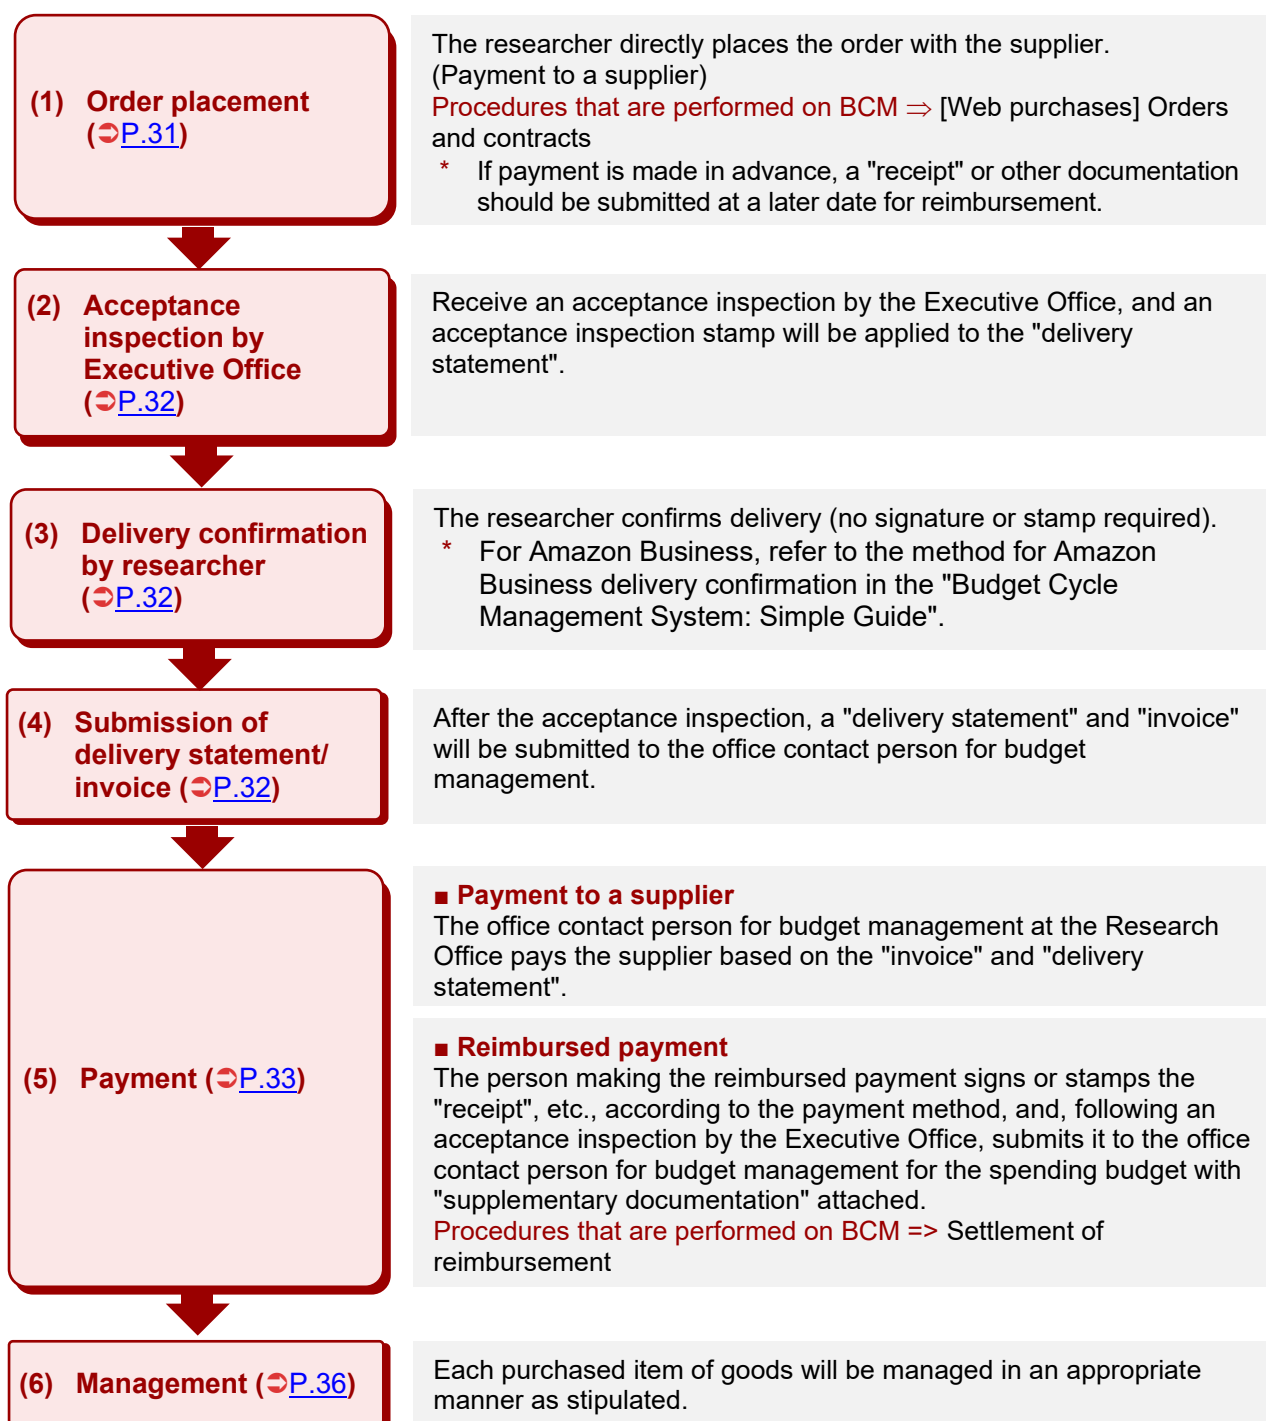 (1) Order placement
(➲P.31)
The researcher directly places the order with the supplier.
(Payment to a supplier)
Procedures that are performed on BCM ⇒ [Web purchases] Orders
and contracts
* If payment is made in advance, a "receipt" or other documentation
should be submitted at a later date for reimbursement.
(2) Acceptance
inspection by
Executive Office
(➲P.32)
Receive an acceptance inspection by the Executive Office, and an
acceptance inspection stamp will be applied to the "delivery
statement".
(3) Delivery confirmation
by researcher
(➲P.32)
The researcher confirms delivery (no signature or stamp required).
* For Amazon Business, refer to the method for Amazon
Business delivery confirmation in the "Budget Cycle
Management System: Simple Guide".
(4) Submission of
delivery statement/
invoice (➲P.32)
After the acceptance inspection, a "delivery statement" and "invoice"
will be submitted to the office contact person for budget
management.
(5) Payment (➲P.33)
■ Payment to a supplier
The office contact person for budget management at the Research
Office pays the supplier based on the "invoice" and "delivery
statement".
■ Reimbursed payment
The person making the reimbursed payment signs or stamps the
"receipt", etc., according to the payment method, and, following an
acceptance inspection by the Executive Office, submits it to the office
contact person for budget management for the spending budget with
"supplementary documentation" attached.
Procedures that are performed on BCM => Settlement of
reimbursement
(6) Management (➲P.36)
Each purchased item of goods will be managed in an appropriate
manner as stipulated.